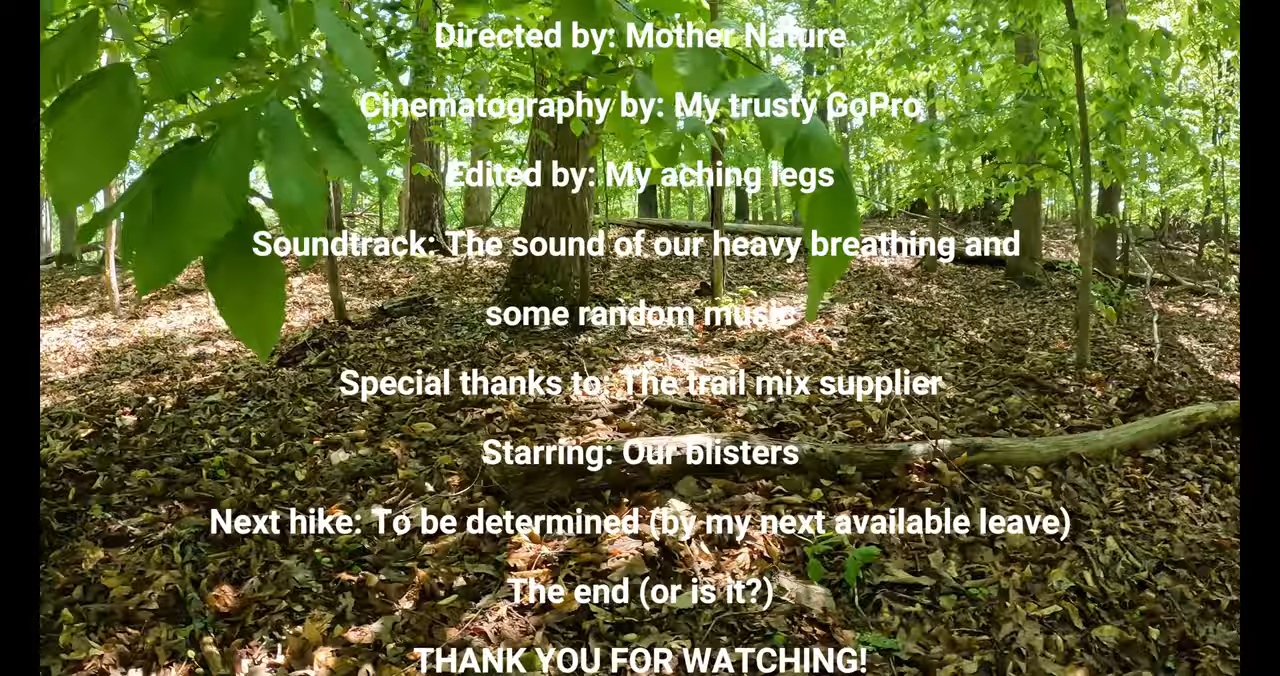 Directed by: Mother Nature
Cinematography by: My trusty GoPro
Edited by: My aching legs
Soundtrack: The sound of our heavy breathing and
some random music
Special thanks to: The trail mix supplier
Starring: Our blisters
Next hike: To be determined (by my next available leave)
The end (or is it?)
THANK YOU FOR WATCHING!